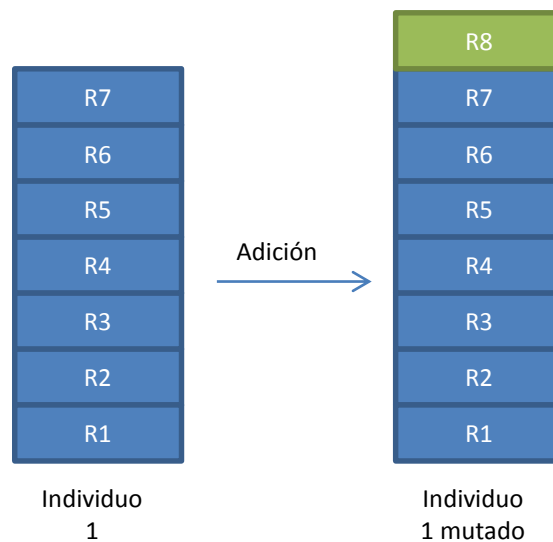 R7
R6
R5
R4
R3
R2
R1
Individuo
1
Adición
R8
R7
R6
R5
R4
R3
R2
R1
Individuo
1 mutado